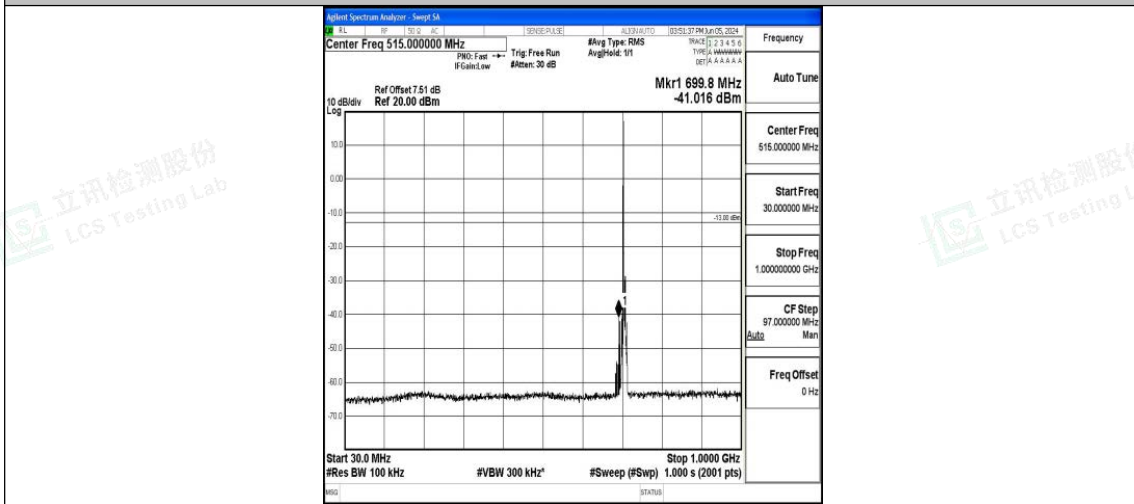 Agilent Spectrum Analyzer - Swept SA
RL RF 50 Ω AC SENSE:PULSE ALIGN AUTO 03:51:37 PM Jun 05, 2024
Center Freq 515.000000 MHz
PNO: Fast
IFGain:Low
Trig: Free Run
#Atten: 30 dB
#Avg Type: RMS
Avg|Hold: 1/1
TRACE 1 2 3 4 5 6
TYPE A WWWWW
DET A A A A A A
Mkr1 699.8 MHz
-41.016 dBm
Ref Offset 7.51 dB
10 dB/div Ref 20.00 dBm
Log
10.0
0.00
-10.0
-13.00 dBm
-20.0
-30.0
1
-40.0
-50.0
-60.0
-70.0
Start 30.0 MHz Stop 1.0000 GHz
#Res BW 100 kHz #VBW 300 kHz* #Sweep (#Swp) 1.000 s (2001 pts)
MSG STATUS
Frequency
Auto Tune
Center Freq
515.000000 MHz
Start Freq
30.000000 MHz
Stop Freq
1.000000000 GHz
CF Step
97.000000 MHz
Auto Man
Freq Offset
0 Hz
立讯检测股份
LCS Testing Lab
立讯检测股份
LCS Testing L